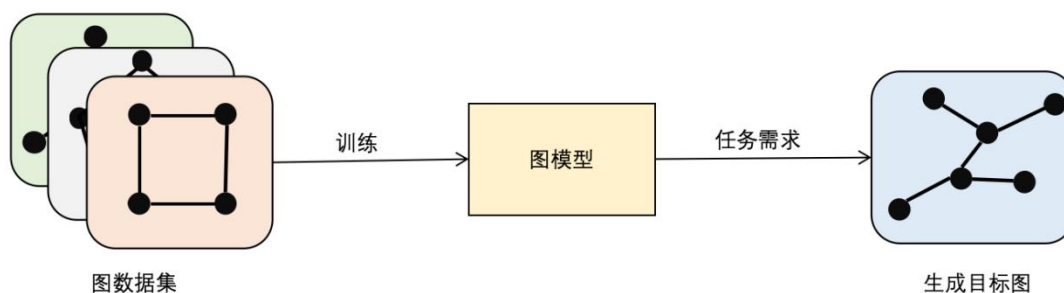 训练
图模型
任务需求
图数据集
生成目标图